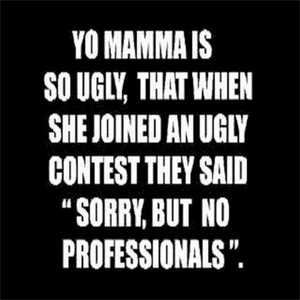 YO MAMMA IS
SO UGLY, THAT WHEN
SHE JOINED AN UGLY
CONTEST THEY SAID
“SORRY, BUT NO
PROFESSIONALS”.